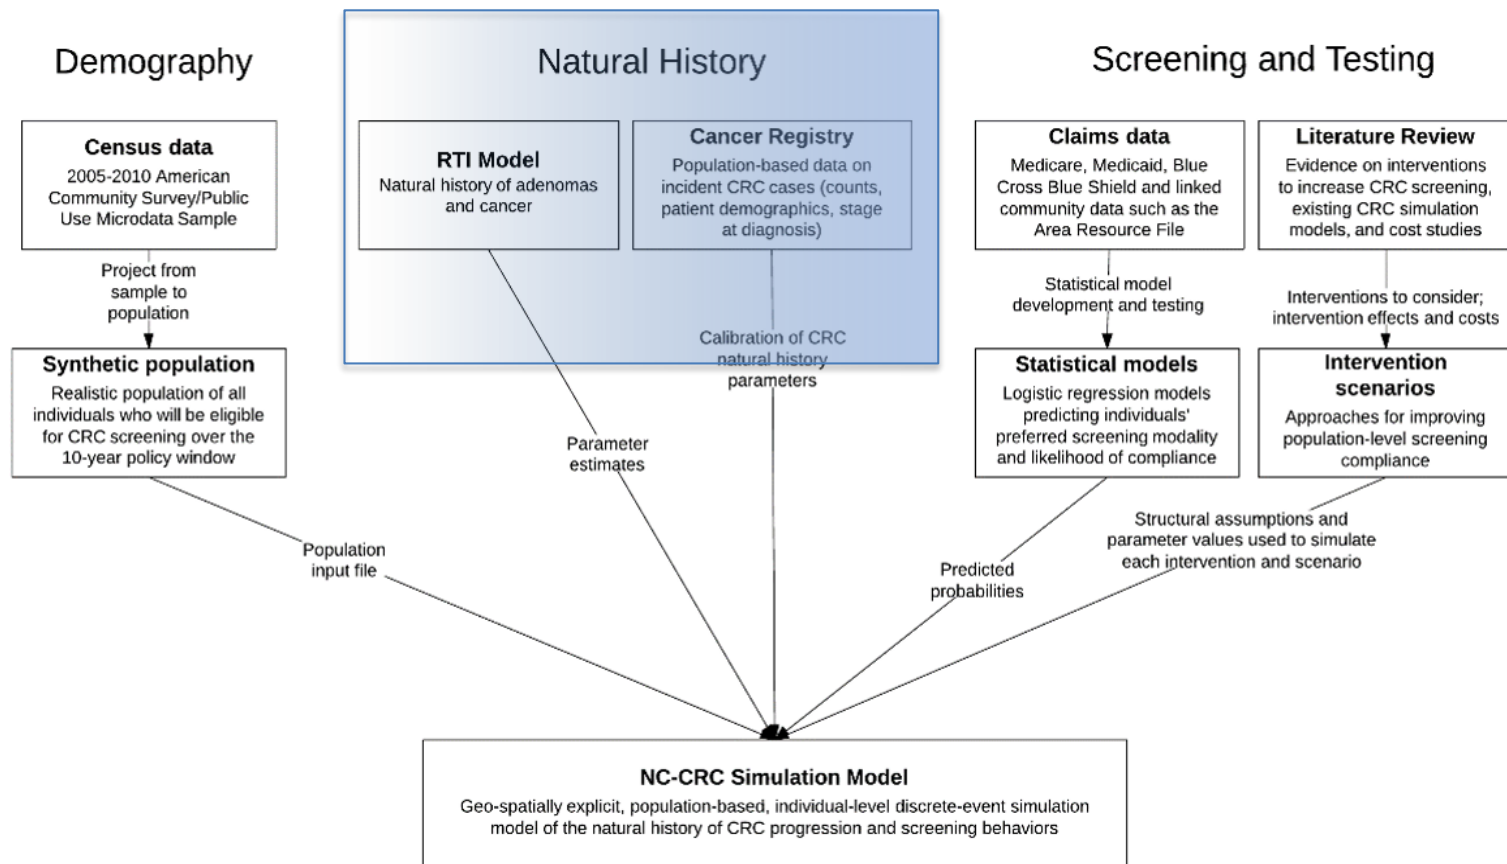 Demography
Natural History
Screening and Testing
Census data
2005-2010 American
Community Survey/Public
Use Microdata Sample
RTI Model
Natural history of adenomas
and cancer
Cancer Registry
Population-based data on
incident CRC cases (counts,
patient demographics, stage
at diagnosis)
Claims data
Medicare, Medicaid, Blue
Cross Blue Shield and linked
community data such as the
Area Resource File
Literature Review
Evidence on interventions
to increase CRC screening,
existing CRC simulation
models, and cost studies
Project from
sample to
population
Statistical model
development and testing
Interventions to consider;
intervention effects and costs
Calibration of CRC
natural history
parameters
Synthetic population
Realistic population of all
individuals who will be eligible
for CRC screening over the
10-year policy window
Statistical models
Logistic regression models
predicting individuals'
preferred screening modality
and likelihood of compliance
Intervention
scenarios
Approaches for improving
population-level screening
compliance
Parameter
estimates
Population
input file
Predicted
probabilities
Structural assumptions and
parameter values used to simulate
each intervention and scenario
NC-CRC Simulation Model
Geo-spatially explicit, population-based, individual-level discrete-event simulation
model of the natural history of CRC progression and screening behaviors